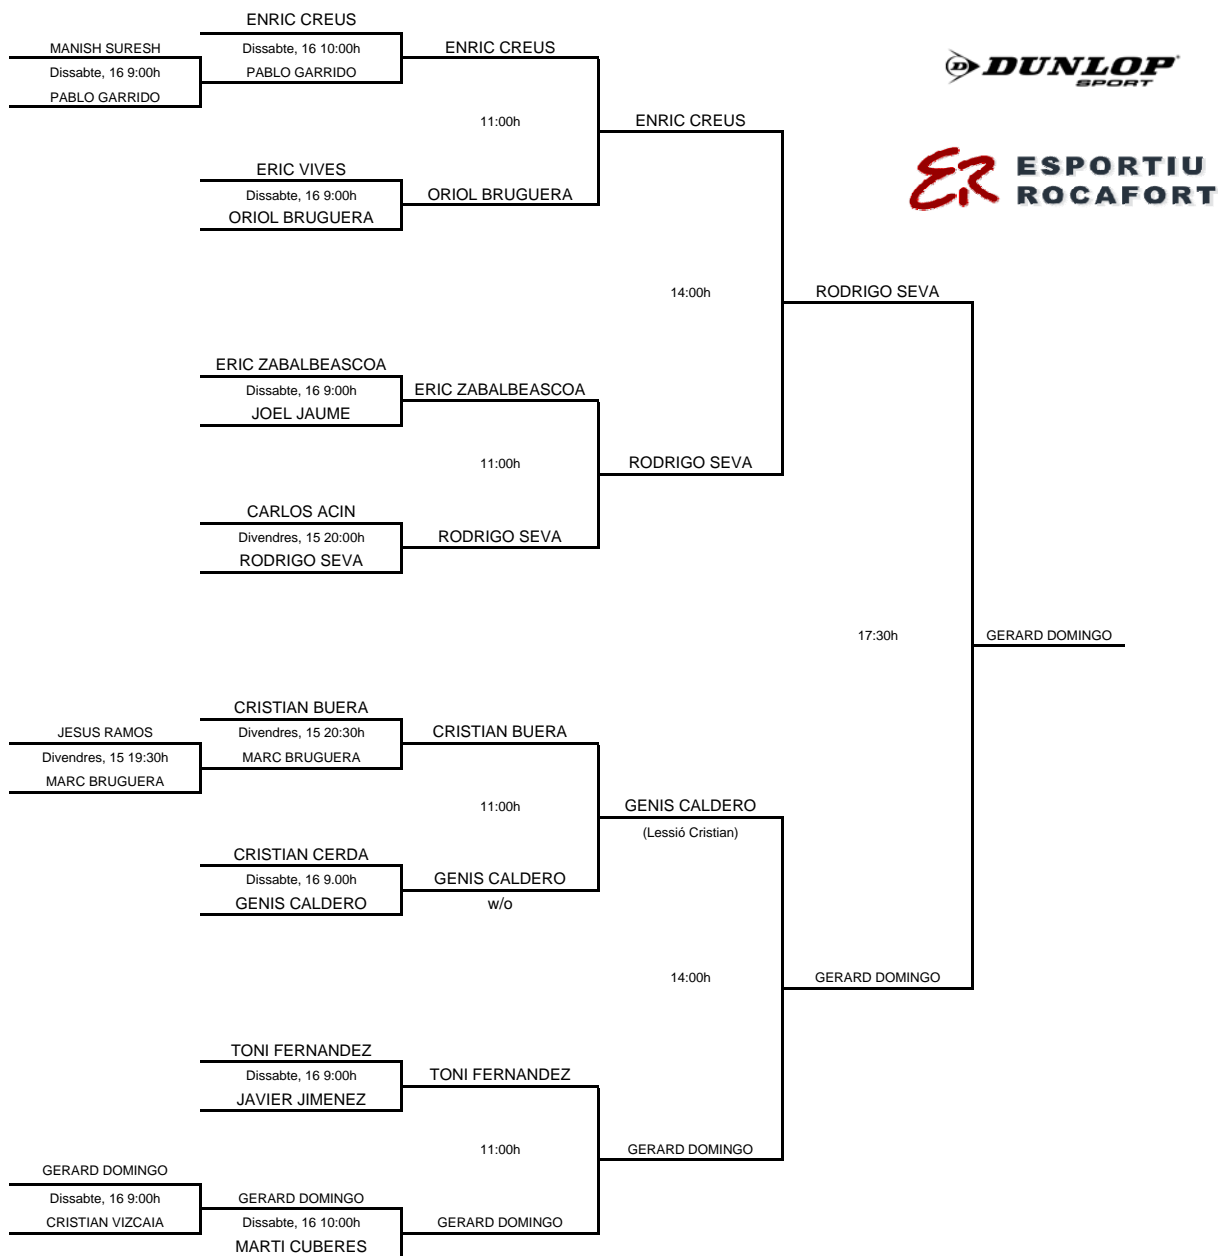 ENRIC CREUS
MANISH SURESH
Dissabte, 16 10:00h
ENRIC CREUS
Dissabte, 16 9:00h
PABLO GARRIDO
PABLO GARRIDO
D DUNLOP
SPORT
11:00h
ENRIC CREUS
ER ESPORTIU
ROCAFORT
ERIC VIVES
Dissabte, 16 9:00h
ORIOL BRUGUERA
ORIOL BRUGUERA
14:00h
RODRIGO SEVA
ERIC ZABALBEASCOA
Dissabte, 16 9:00h
ERIC ZABALBEASCOA
JOEL JAUME
11:00h
RODRIGO SEVA
CARLOS ACIN
Divendres, 15 20:00h
RODRIGO SEVA
RODRIGO SEVA
17:30h
GERARD DOMINGO
CRISTIAN BUERA
JESUS RAMOS
Divendres, 15 20:30h
CRISTIAN BUERA
Divendres, 15 19:30h
MARC BRUGUERA
MARC BRUGUERA
11:00h
GENIS CALDERO
(Lessió Cristian)
CRISTIAN CERDA
Dissabte, 16 9.00h
GENIS CALDERO
GENIS CALDERO
w/o
14:00h
GERARD DOMINGO
TONI FERNANDEZ
Dissabte, 16 9:00h
TONI FERNANDEZ
JAVIER JIMENEZ
11:00h
GERARD DOMINGO
GERARD DOMINGO
Dissabte, 16 9:00h
GERARD DOMINGO
CRISTIAN VIZCAIA
Dissabte, 16 10:00h
GERARD DOMINGO
MARTI CUBERES